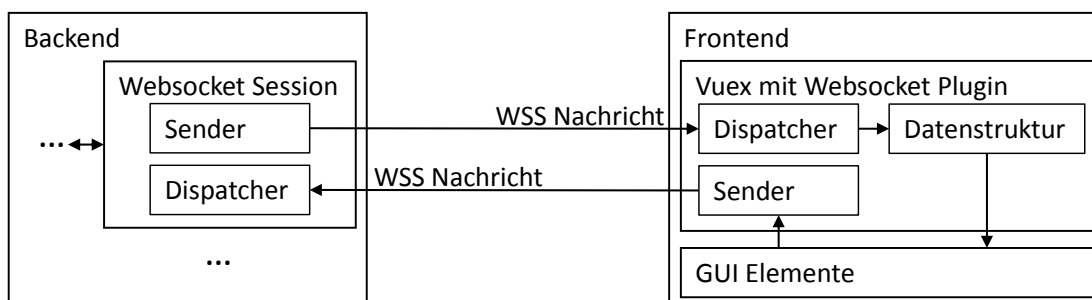 Backend
Websocket Session
Sender
...
Dispatcher
...
WSS Nachricht
WSS Nachricht
Frontend
Vuex mit Websocket Plugin
Dispatcher
Datenstruktur
Sender
GUI Elemente